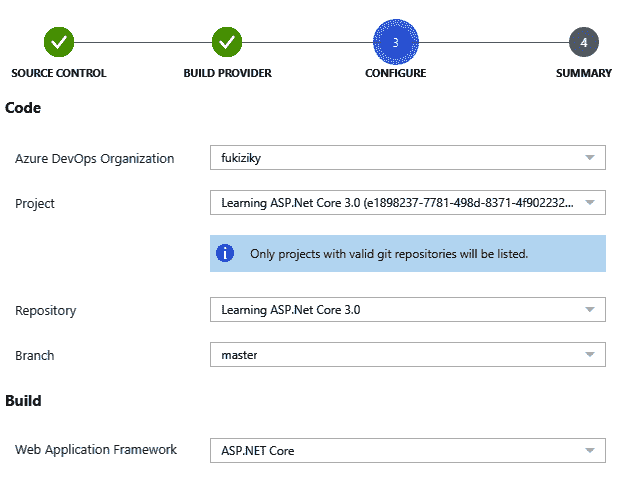 3
4
SOURCE CONTROL
BUILD PROVIDER
CONFIGURE
SUMMARY
Code
Azure DevOps Organization
fukiziky
Project
Learning ASP.Net Core 3.0 (e1898237-7781-498d-8371-4f902232...
Only projects with valid git repositories will be listed.
Repository
Learning ASP.Net Core 3.0
Branch
master
Build
Web Application Framework
ASP.NET Core